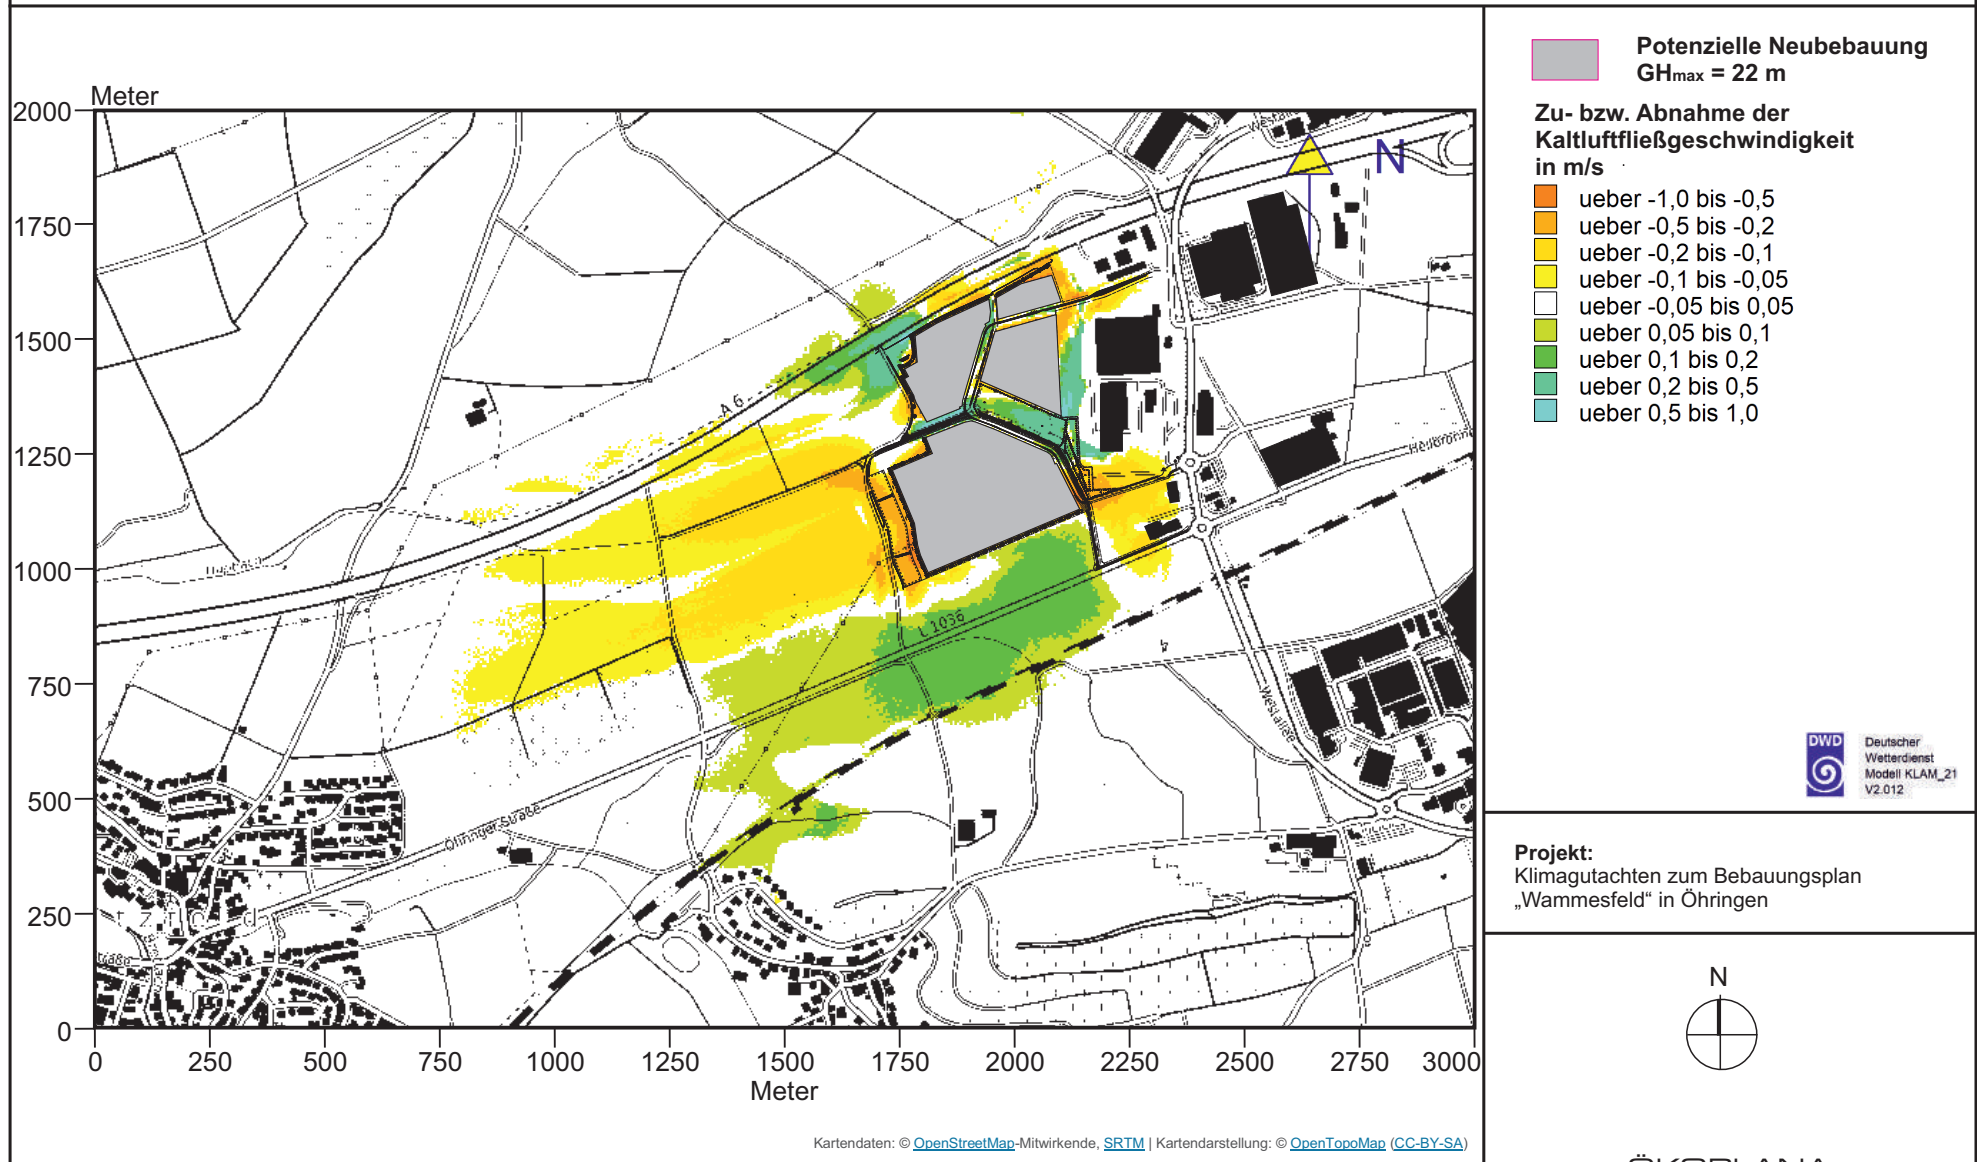 Meter
2000
1750
1500
1250
1000
750
500
250
0
0 250 500 750 1000 1250 1500 1750 2000 2250 2500 2750 3000
Meter
N
A 6
L 1036
Öhringer Straße
Westallee
Kartendaten: © OpenStreetMap-Mitwirkende, SRTM | Kartendarstellung: © OpenTopoMap (CC-BY-SA)
Potenzielle Neubebauung
GHmax = 22 m
Zu- bzw. Abnahme der
Kaltluftfließgeschwindigkeit
in m/s
ueber -1,0 bis -0,5
ueber -0,5 bis -0,2
ueber -0,2 bis -0,1
ueber -0,1 bis -0,05
ueber -0,05 bis 0,05
ueber 0,05 bis 0,1
ueber 0,1 bis 0,2
ueber 0,2 bis 0,5
ueber 0,5 bis 1,0
DWD
Deutscher
Wetterdienst
Modell KLAM_21
V2.012
Projekt:
Klimagutachten zum Bebauungsplan
„Wammesfeld“ in Öhringen
N
ÖKOPLANA